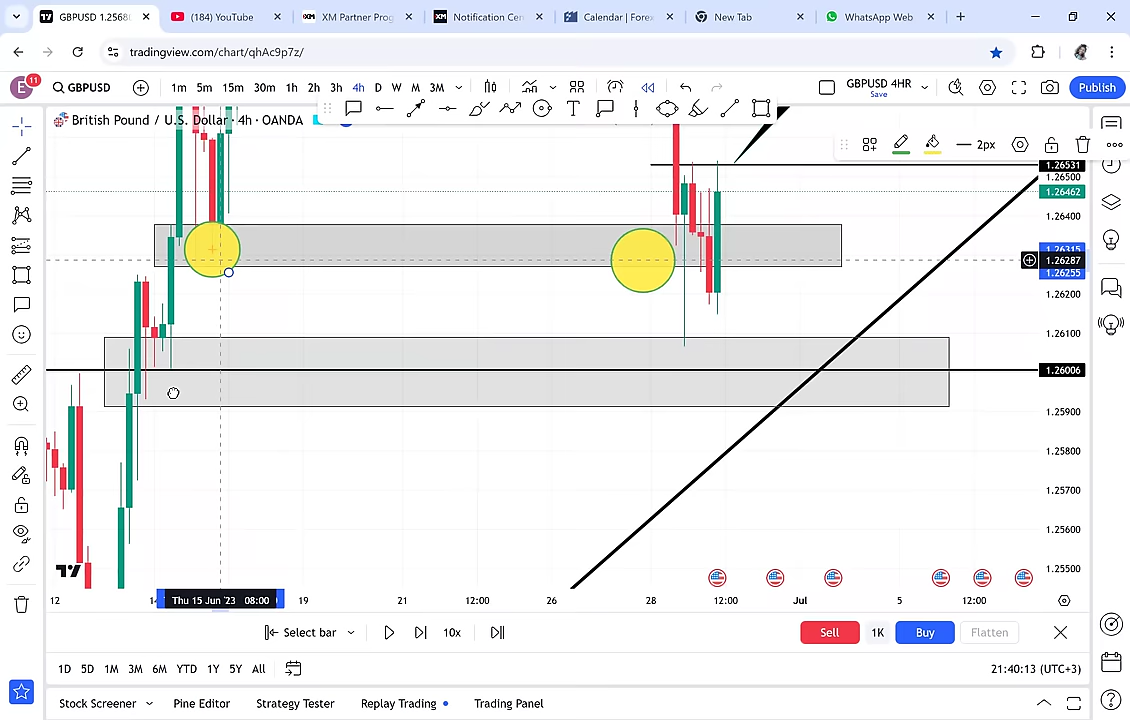 GBPUSD 1.2568
(184) YouTube
XM Partner Prog
Notification Cen
Calendar | Forex
New Tab
WhatsApp Web
tradingview.com/chart/qhAc9p7z/
E 11
GBPUSD
1m 5m 15m 30m 1h 2h 3h 4h D W M 3M
GBPUSD 4HR
Save
Publish
British Pound / U.S. Dollar · 4h · OANDA
2px
1.26531
1.26500
1.26462
1.26400
1.26315
1.26287
1.26255
1.26200
1.26100
1.26006
1.25900
1.25800
1.25700
1.25600
1.25500
12
Thu 15 Jun '23 08:00
19
21
12:00
26
28
12:00
Jul
5
12:00
Select bar
10x
Sell
1K
Buy
Flatten
1D 5D 1M 3M 6M YTD 1Y 5Y All
21:40:13 (UTC+3)
Stock Screener
Pine Editor
Strategy Tester
Replay Trading
Trading Panel